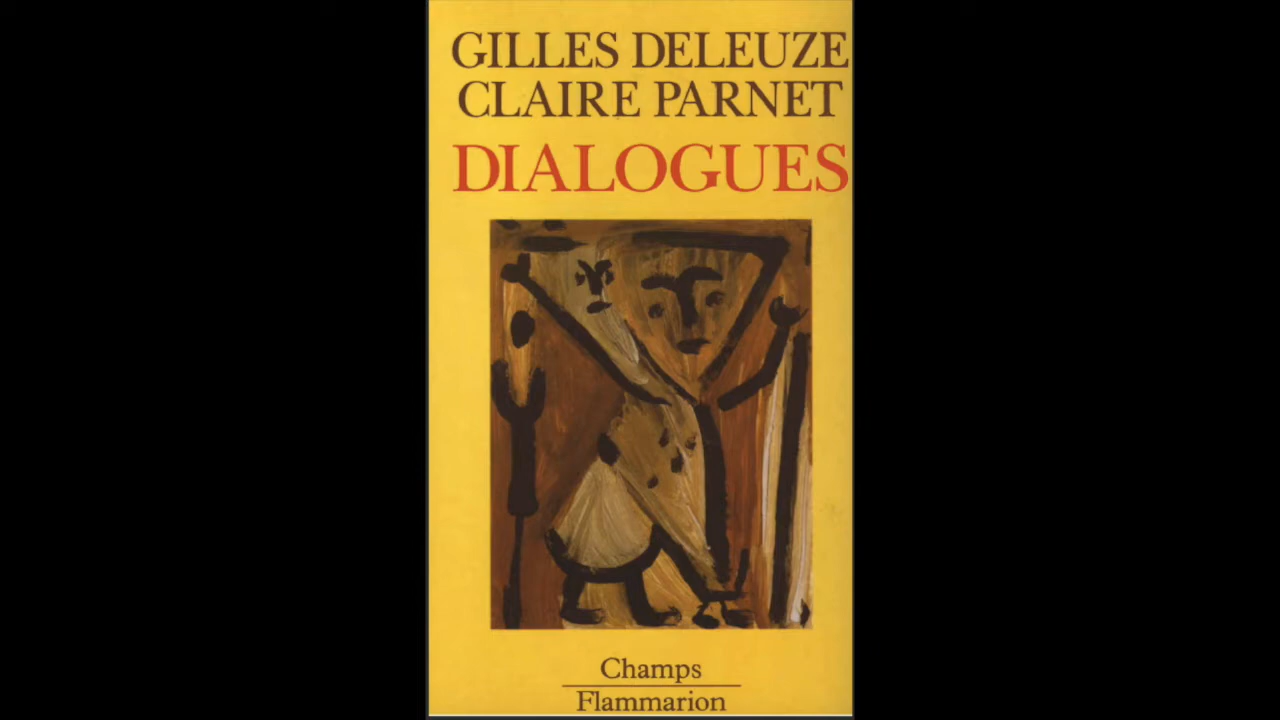 GILLES DELEUZE
CLAIRE PARNET
DIALOGUES
Champs
Flammarion